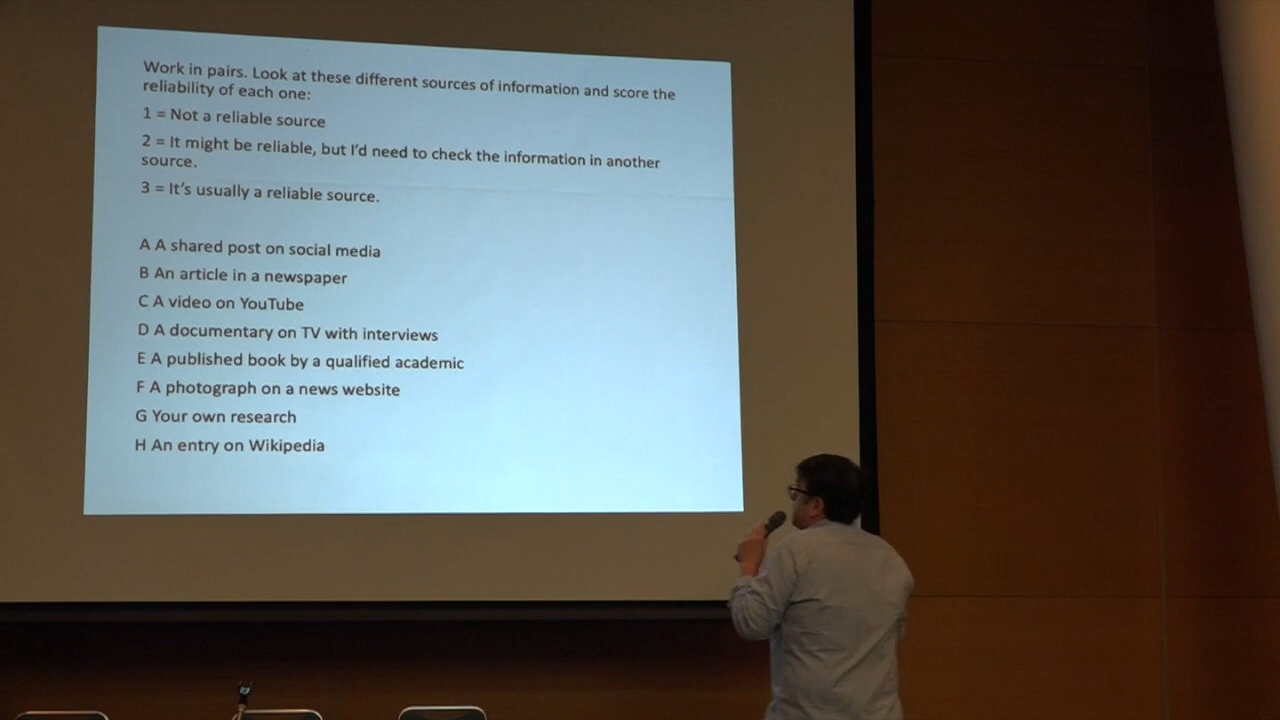 Work in pairs. Look at these different sources of information and score the
reliability of each one:
1 = Not a reliable source
2 = It might be reliable, but I'd need to check the information in another
source.
3 = It's usually a reliable source.
A A shared post on social media
B An article in a newspaper
C A video on YouTube
D A documentary on TV with interviews
E A published book by a qualified academic
F A photograph on a news website
G Your own research
H An entry on Wikipedia